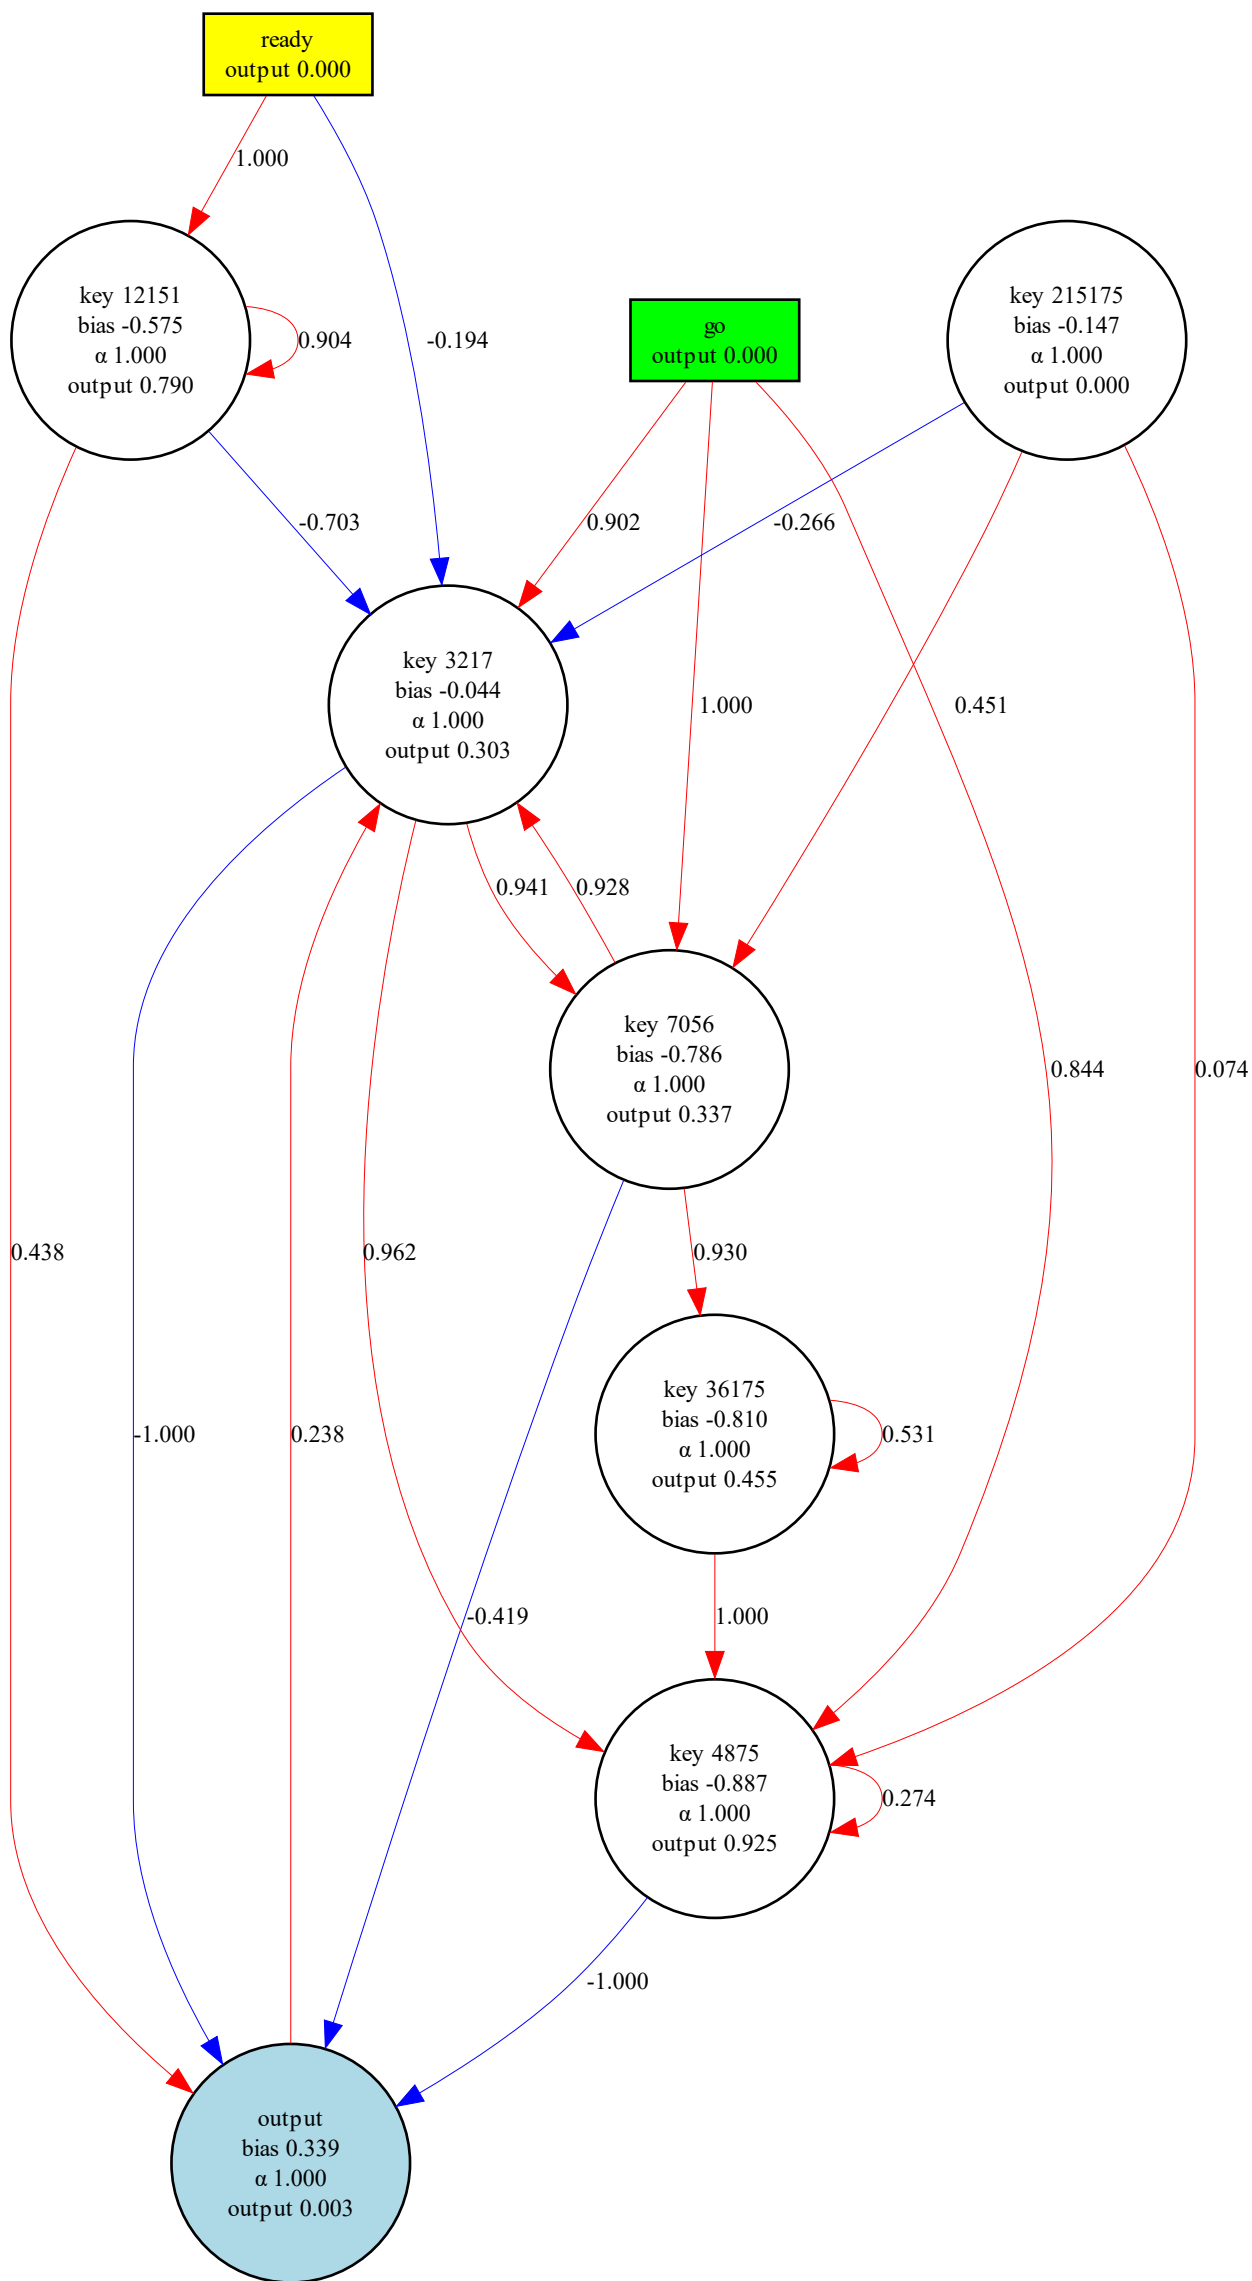 ready
output 0.000
1.000
key 12151
bias -0.575
α 1.000
output 0.790
0.904
-0.194
go
output 0.000
key 215175
bias -0.147
α 1.000
output 0.000
-0.703
0.902
-0.266
key 3217
bias -0.044
α 1.000
output 0.303
1.000
0.451
0.941
0.928
key 7056
bias -0.786
α 1.000
output 0.337
0.844
0.074
0.438
0.962
0.930
key 36175
bias -0.810
α 1.000
output 0.455
0.531
-1.000
0.238
-0.419
1.000
key 4875
bias -0.887
α 1.000
output 0.925
0.274
-1.000
output
bias 0.339
α 1.000
output 0.003